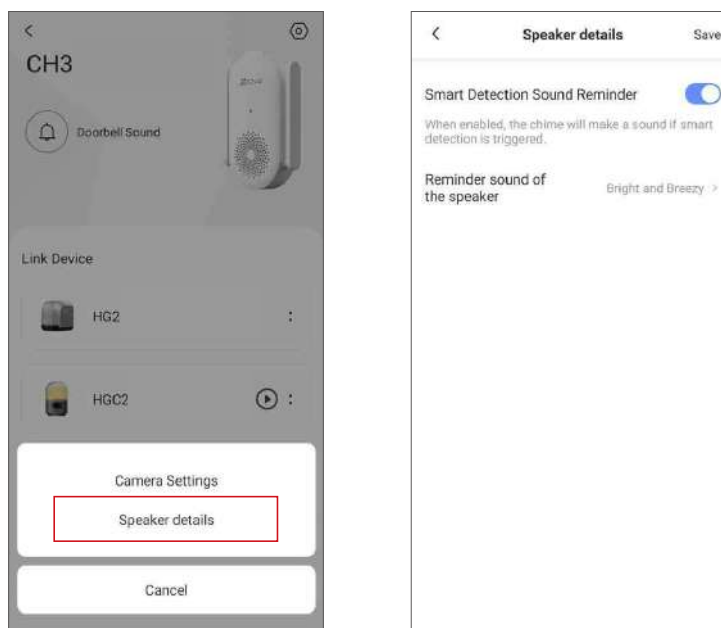 CH3
Doorbell Sound
Link Device
HG2
HGC2
Camera Settings
Speaker details
Cancel
Speaker details
Save
Smart Detection Sound Reminder
When enabled, the chime will make a sound if smart
detection is triggered.
Reminder sound of
the speaker
Bright and Breezy